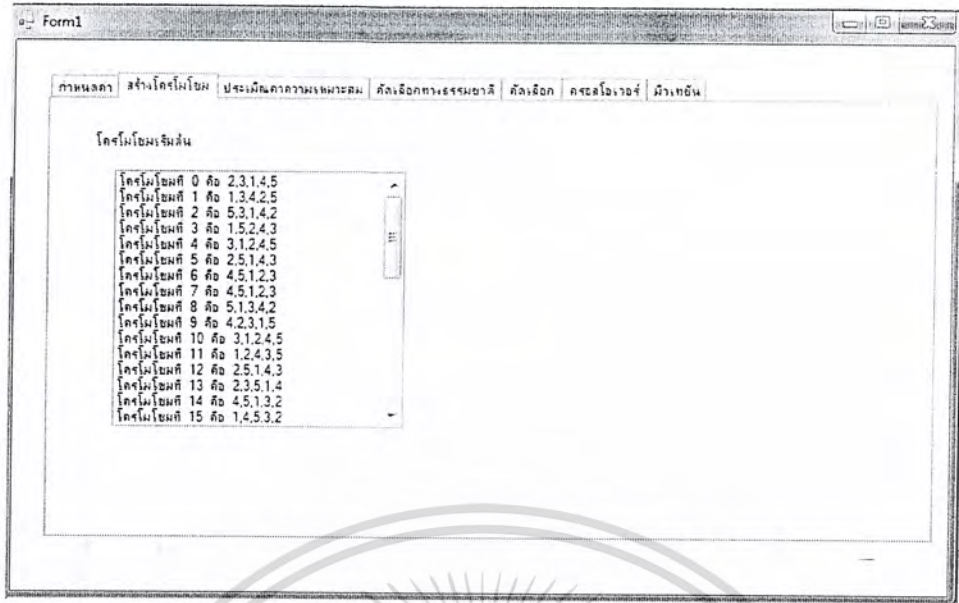 Form1
กำหนดค่า สร้างโครโมโซม ประเมินค่าความเหมาะสม คัดเลือกทางธรรมชาติ คัดเลือก ครอสโอเวอร์ มิวเทชัน
โครโมโซมเริ่มต้น
โครโมโซมที่ 0 คือ 2,3,1,4,5
โครโมโซมที่ 1 คือ 1,3,4,2,5
โครโมโซมที่ 2 คือ 5,3,1,4,2
โครโมโซมที่ 3 คือ 1,5,2,4,3
โครโมโซมที่ 4 คือ 3,1,2,4,5
โครโมโซมที่ 5 คือ 2,5,1,4,3
โครโมโซมที่ 6 คือ 4,5,1,2,3
โครโมโซมที่ 7 คือ 4,5,1,2,3
โครโมโซมที่ 8 คือ 5,1,3,4,2
โครโมโซมที่ 9 คือ 4,2,3,1,5
โครโมโซมที่ 10 คือ 3,1,2,4,5
โครโมโซมที่ 11 คือ 1,2,4,3,5
โครโมโซมที่ 12 คือ 2,5,1,4,3
โครโมโซมที่ 13 คือ 2,3,5,1,4
โครโมโซมที่ 14 คือ 4,5,1,3,2
โครโมโซมที่ 15 คือ 1,4,5,3,2